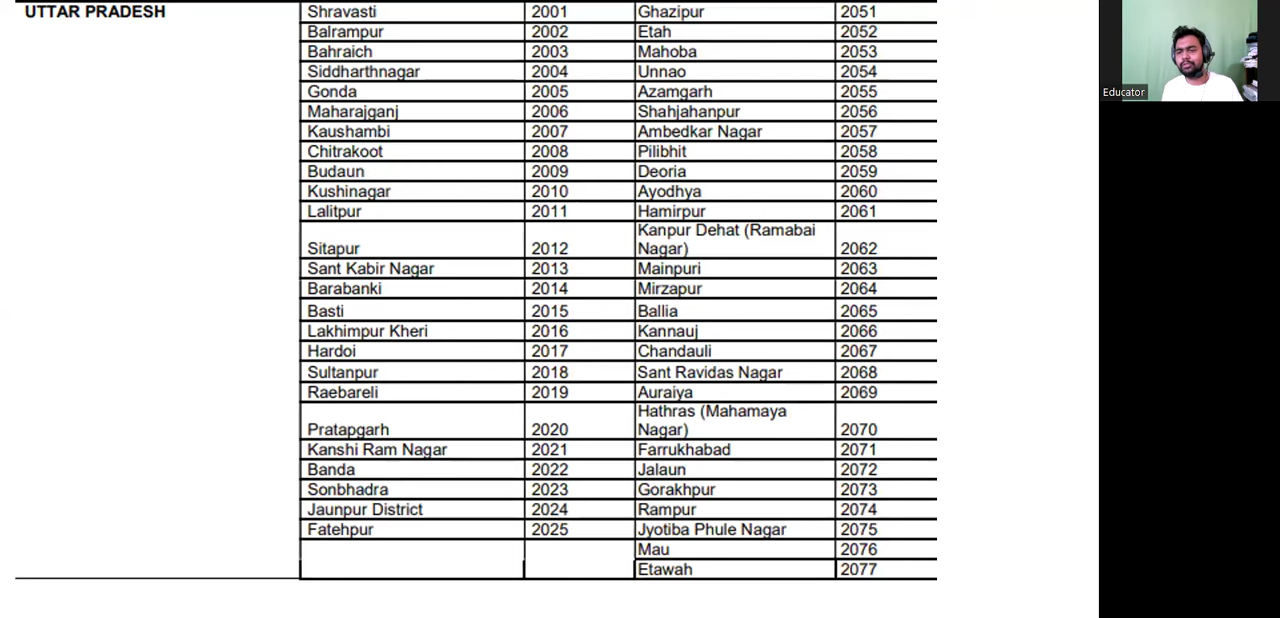 UTTAR PRADESH Shravasti 2001 Ghazipur 2051
Balrampur 2002 Etah 2052
Bahraich 2003 Mahoba 2053
Siddharthnagar 2004 Unnao 2054
Gonda 2005 Azamgarh 2055
Maharajganj 2006 Shahjahanpur 2056
Kaushambi 2007 Ambedkar Nagar 2057
Chitrakoot 2008 Pilibhit 2058
Budaun 2009 Deoria 2059
Kushinagar 2010 Ayodhya 2060
Lalitpur 2011 Hamirpur 2061
Kanpur Dehat (Ramabai
Sitapur 2012 Nagar) 2062
Sant Kabir Nagar 2013 Mainpuri 2063
Barabanki 2014 Mirzapur 2064
Basti 2015 Ballia 2065
Lakhimpur Kheri 2016 Kannauj 2066
Hardoi 2017 Chandauli 2067
Sultanpur 2018 Sant Ravidas Nagar 2068
Raebareli 2019 Auraiya 2069
Hathras (Mahamaya
Pratapgarh 2020 Nagar) 2070
Kanshi Ram Nagar 2021 Farrukhabad 2071
Banda 2022 Jalaun 2072
Sonbhadra 2023 Gorakhpur 2073
Jaunpur District 2024 Rampur 2074
Fatehpur 2025 Jyotiba Phule Nagar 2075
Mau 2076
Etawah 2077
Educator